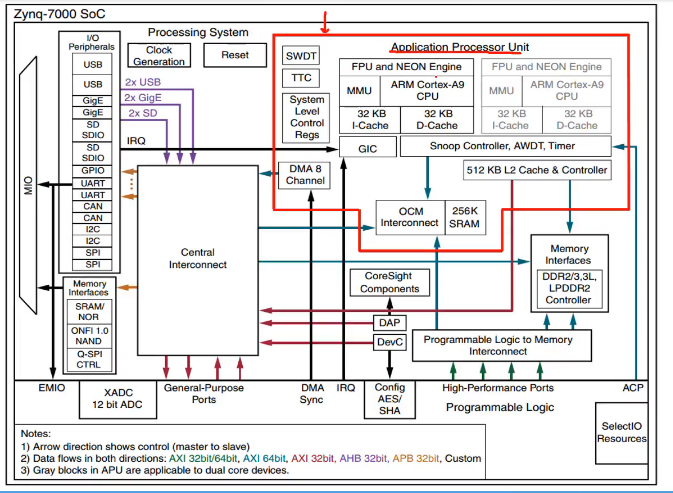 Zynq-7000 SoC
Processing System
I/O
Peripherals
USB
USB
GigE
GigE
SD
SDIO
SD
SDIO
GPIO
UART
UART
CAN
CAN
I2C
I2C
SPI
SPI
MIO
2x USB
2x GigE
2x SD
IRQ
Clock
Generation
Reset
SWDT
TTC
System
Level
Control
Regs
Application Processor Unit
FPU and NEON Engine
MMU
ARM Cortex-A9
CPU
32 KB
I-Cache
32 KB
D-Cache
FPU and NEON Engine
MMU
ARM Cortex-A9
CPU
32 KB
I-Cache
32 KB
D-Cache
GIC
Snoop Controller, AWDT, Timer
DMA 8
Channel
512 KB L2 Cache & Controller
OCM
Interconnect
256K
SRAM
Central
Interconnect
Memory
Interfaces
DDR2/3,3L,
LPDDR2
Controller
CoreSight
Components
DAP
DevC
Programmable Logic to Memory
Interconnect
Memory
Interfaces
SRAM/
NOR
ONFI 1.0
NAND
Q-SPI
CTRL
EMIO
XADC
12 bit ADC
General-Purpose
Ports
DMA
Sync
IRQ
Config
AES/
SHA
High-Performance Ports
ACP
Programmable Logic
SelectIO
Resources
Notes:
1) Arrow direction shows control (master to slave)
2) Data flows in both directions: AXI 32bit/64bit, AXI 64bit, AXI 32bit, AHB 32bit, APB 32bit, Custom
3) Gray blocks in APU are applicable to dual core devices.